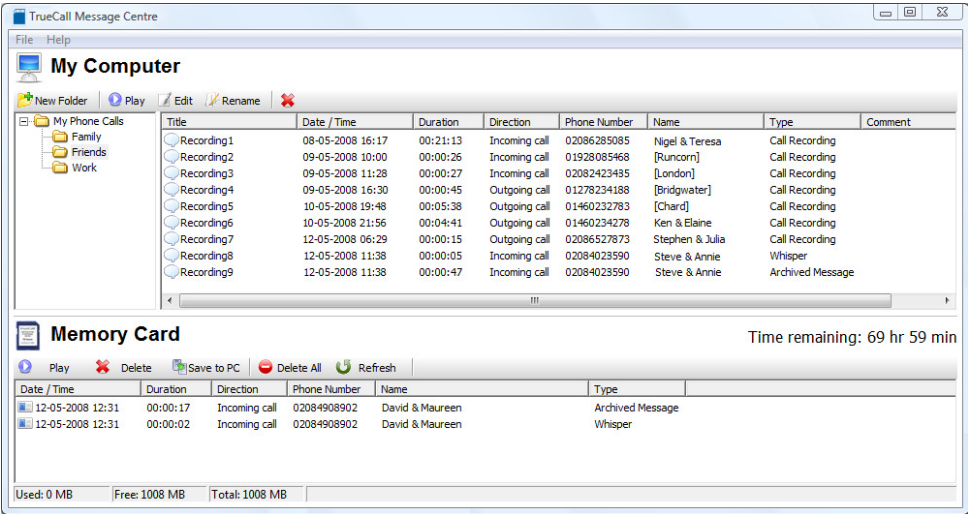 TrueCall Message Centre
File Help
My Computer
New Folder Play Edit Rename
My Phone Calls
Family
Friends
Work
Title Date / Time Duration Direction Phone Number Name Type Comment
Recording1 08-05-2008 16:17 00:21:13 Incoming call 02086285085 Nigel & Teresa Call Recording
Recording2 09-05-2008 10:00 00:00:26 Incoming call 01928085468 [Runcorn] Call Recording
Recording3 09-05-2008 11:28 00:00:27 Incoming call 02082423435 [London] Call Recording
Recording4 09-05-2008 16:30 00:00:45 Outgoing call 01278234188 [Bridgwater] Call Recording
Recording5 10-05-2008 19:48 00:05:38 Outgoing call 01460232783 [Chard] Call Recording
Recording6 10-05-2008 21:56 00:04:41 Outgoing call 01460234278 Ken & Elaine Call Recording
Recording7 12-05-2008 06:29 00:00:15 Outgoing call 02086527873 Stephen & Julia Call Recording
Recording8 12-05-2008 11:38 00:00:05 Incoming call 02084023590 Steve & Annie Whisper
Recording9 12-05-2008 11:38 00:00:47 Incoming call 02084023590 Steve & Annie Archived Message
Memory Card
Time remaining: 69 hr 59 min
Play Delete Save to PC Delete All Refresh
Date / Time Duration Direction Phone Number Name Type
12-05-2008 12:31 00:00:17 Incoming call 02084908902 David & Maureen Archived Message
12-05-2008 12:31 00:00:02 Incoming call 02084908902 David & Maureen Whisper
Used: 0 MB Free: 1008 MB Total: 1008 MB